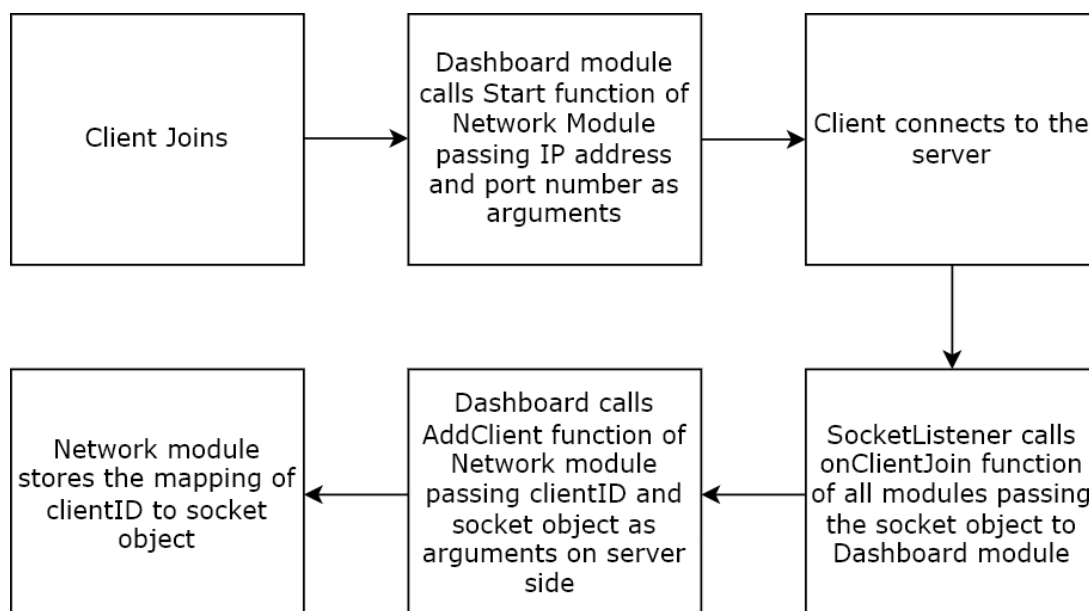 Client Joins
Dashboard module
calls Start function of
Network Module
passing IP address
and port number as
arguments
Client connects to the
server
SocketListener calls
onClientJoin function
of all modules passing
the socket object to
Dashboard module
Dashboard calls
AddClient function of
Network module
passing clientID and
socket object as
arguments on server
side
Network module
stores the mapping of
clientID to socket
object